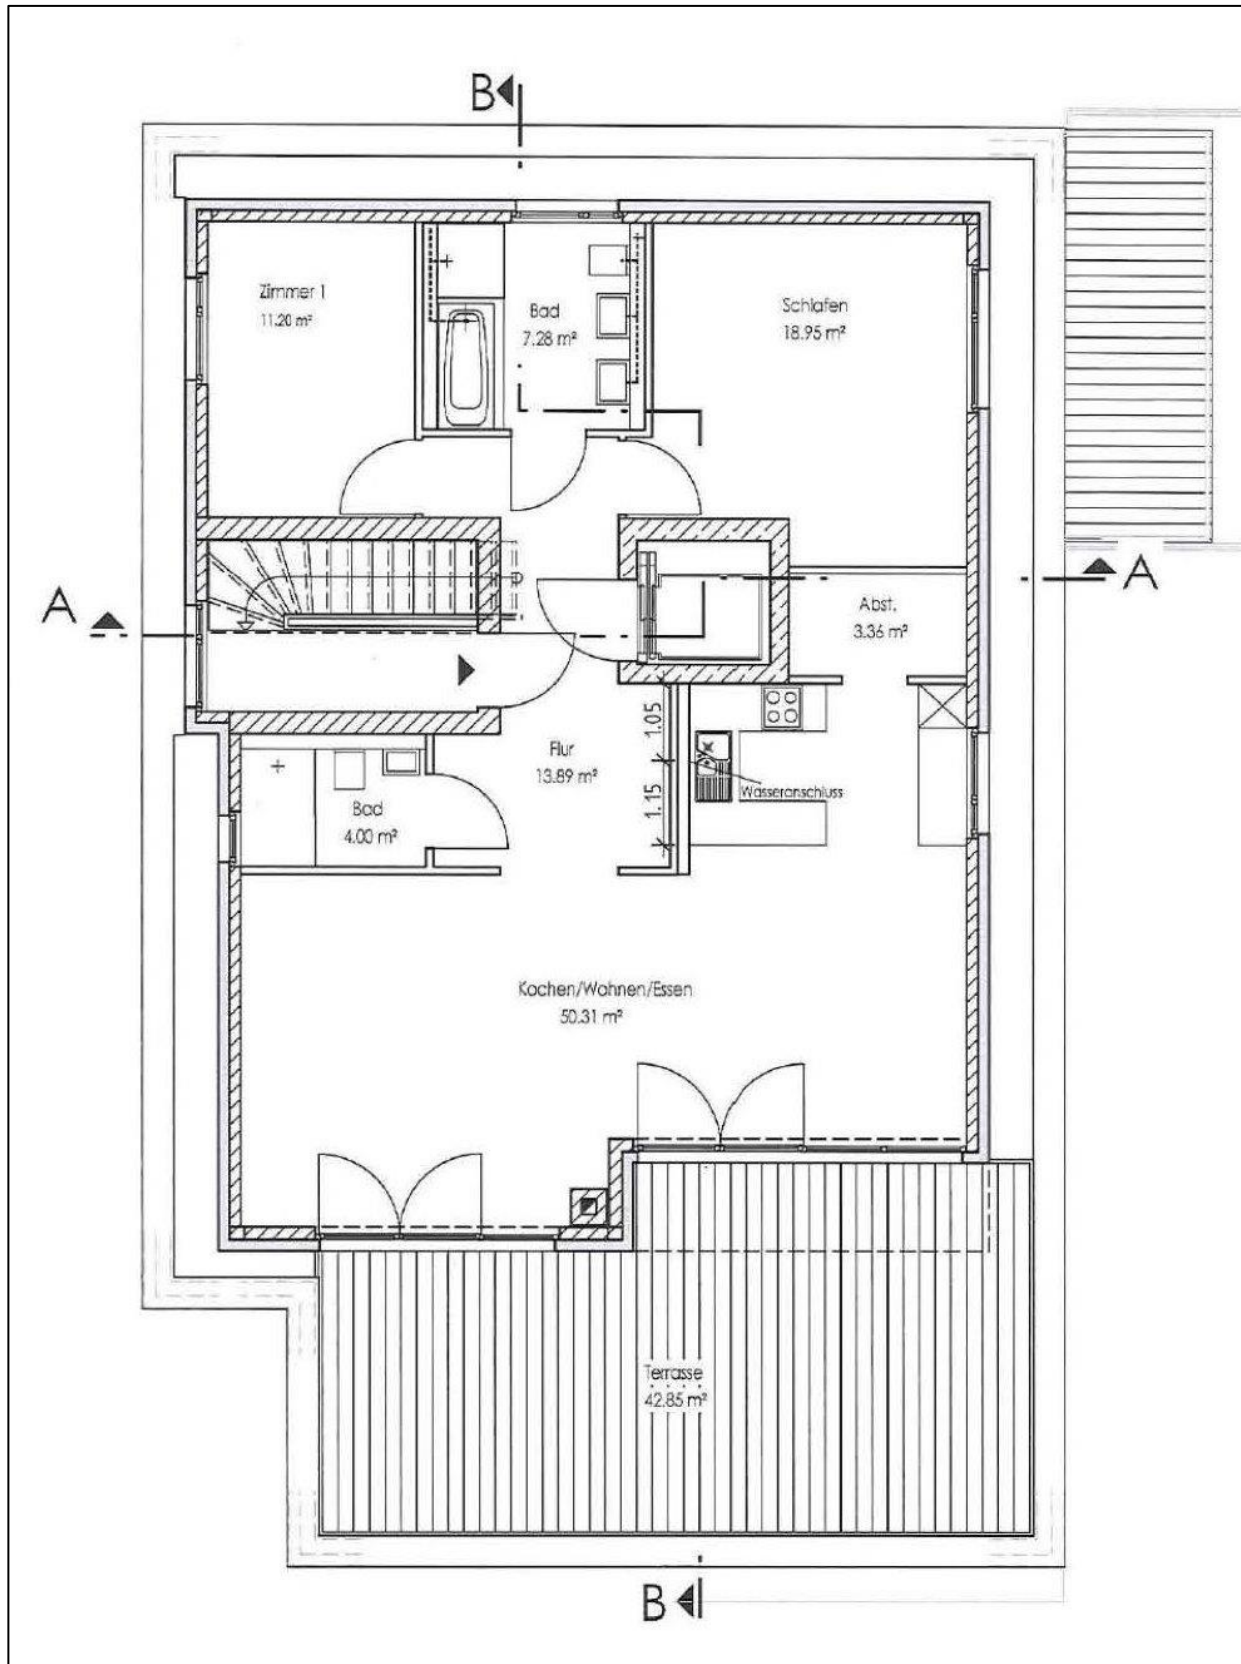 B
Zimmer 1
11.20 m²
Bad
7.28 m²
Schlafen
18.95 m²
A
A
Abst.
3.36 m²
Flur
13.89 m²
1.05
1.15
Wasseranschluss
Bad
4.00 m²
Kochen/Wohnen/Essen
50.31 m²
Terrasse
42.85 m²
B